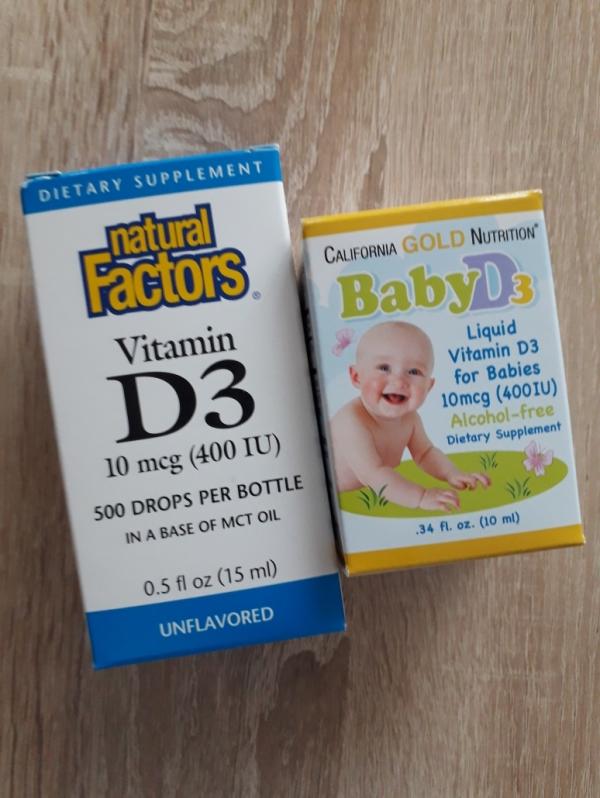 DIETARY SUPPLEMENT
natural
Factors®
Vitamin
D3
10 mcg (400 IU)
500 DROPS PER BOTTLE
IN A BASE OF MCT OIL
0.5 fl oz (15 ml)
UNFLAVORED
CALIFORNIA GOLD NUTRITION®
BabyD3
Liquid
Vitamin D3
for Babies
10mcg (400IU)
Alcohol-free
Dietary Supplement
.34 fl. oz. (10 ml)